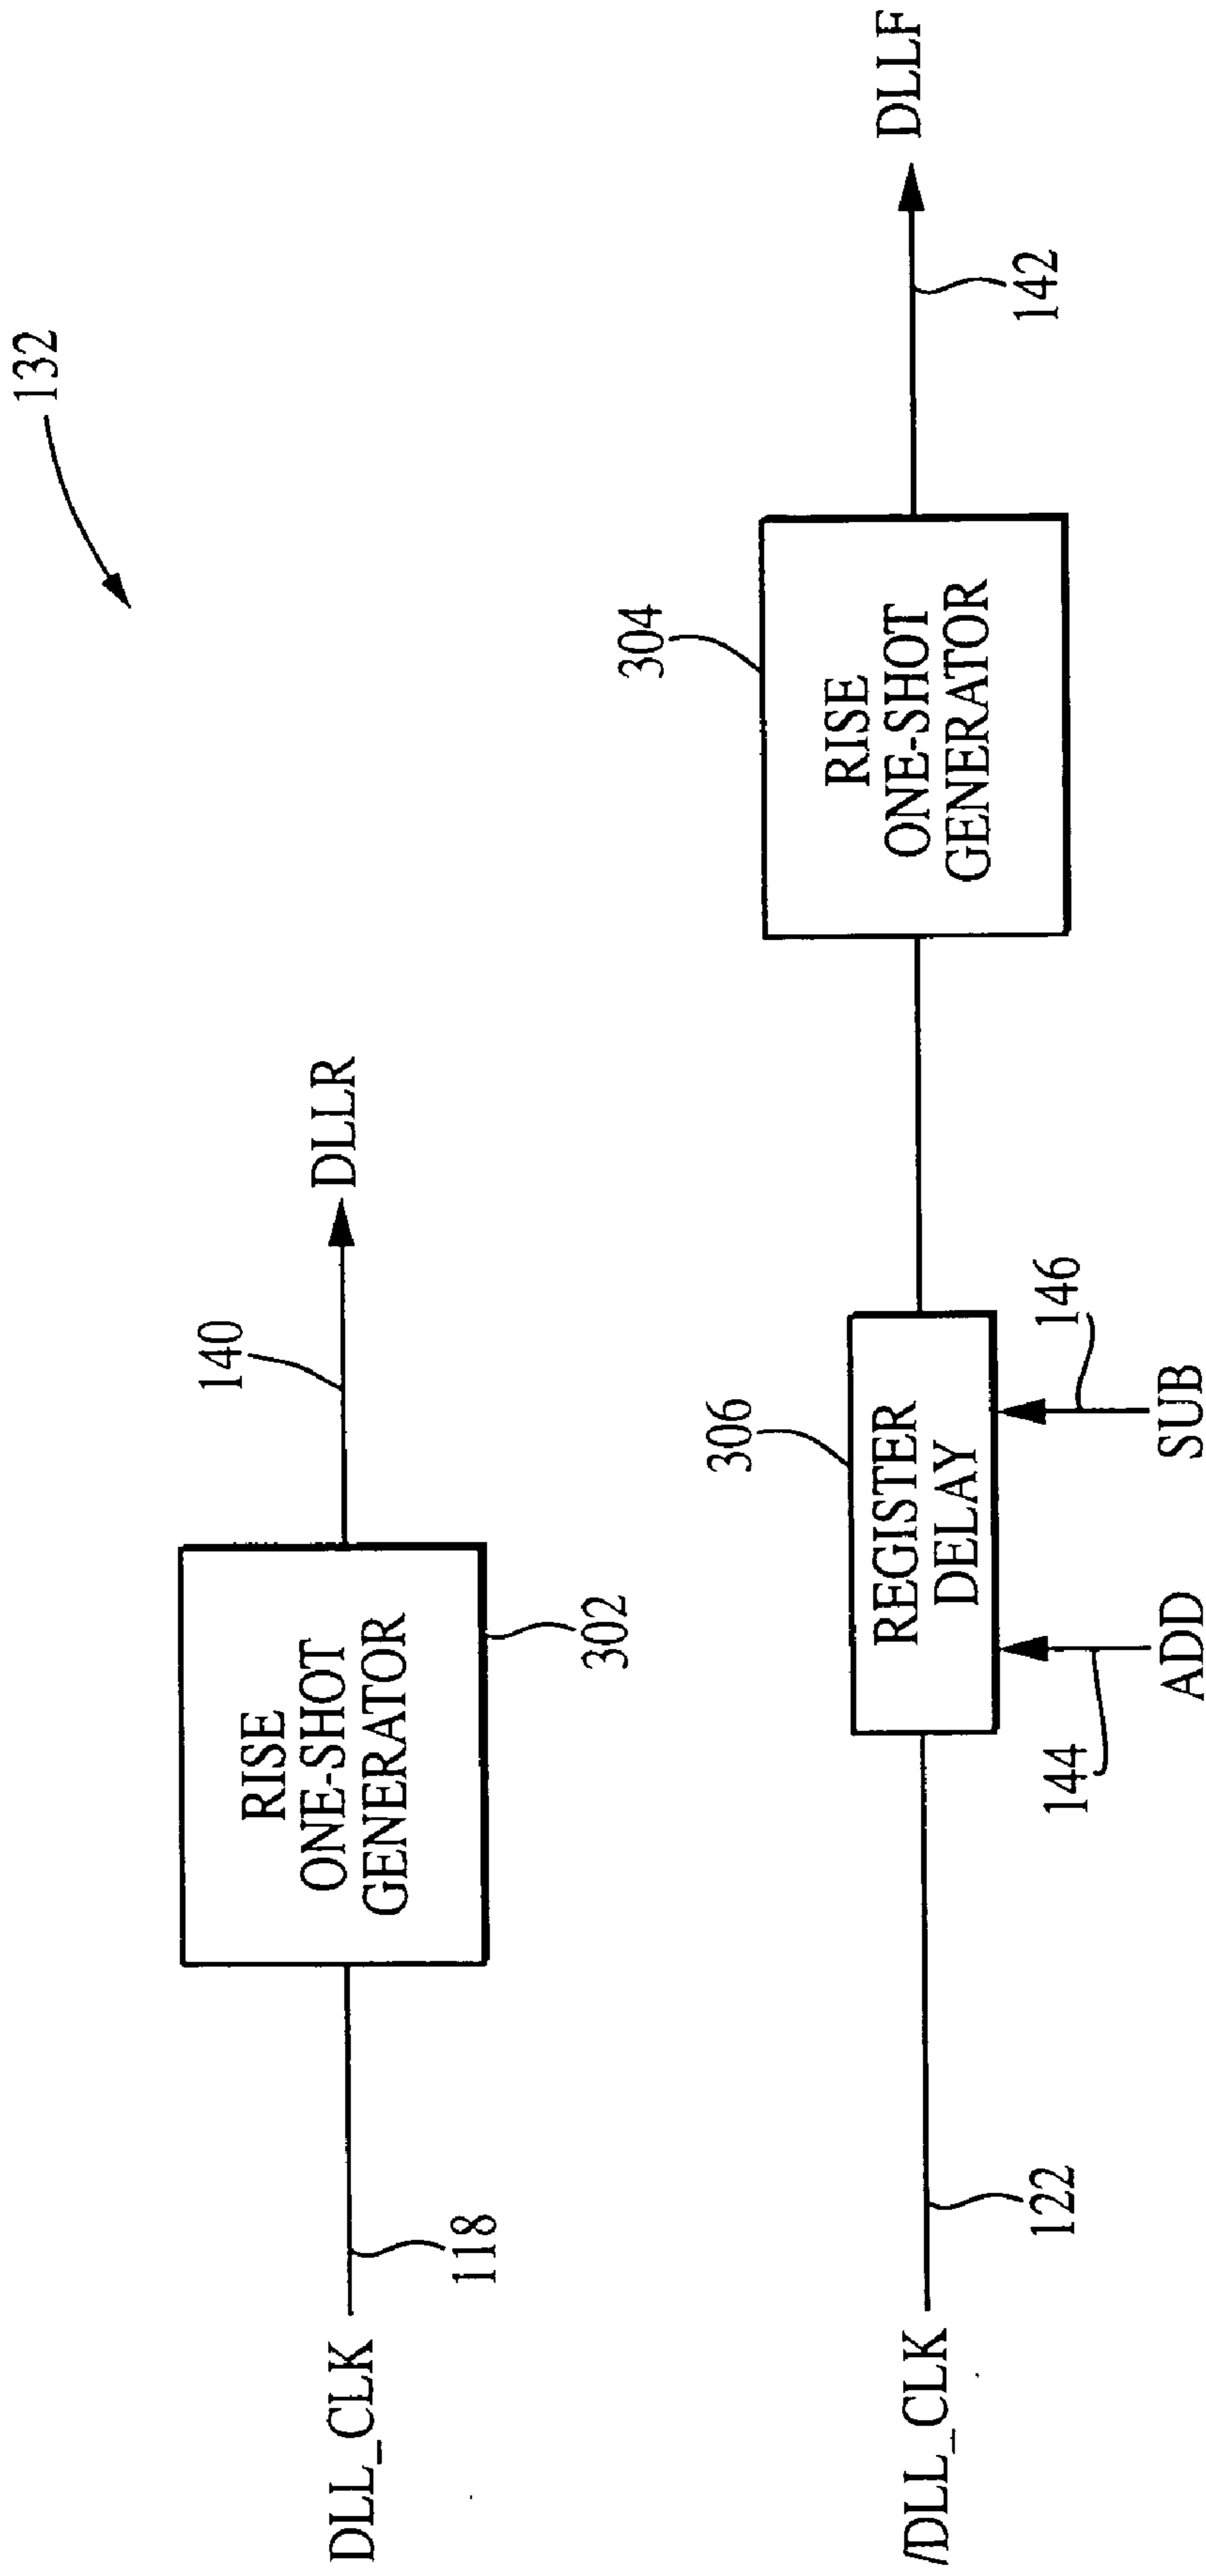 132
DLL_CLK
118
RISE
ONE-SHOT
GENERATOR
302
140
DLLR
/DLL_CLK
122
REGISTER
DELAY
306
144
ADD
146
SUB
RISE
ONE-SHOT
GENERATOR
304
142
DLLF